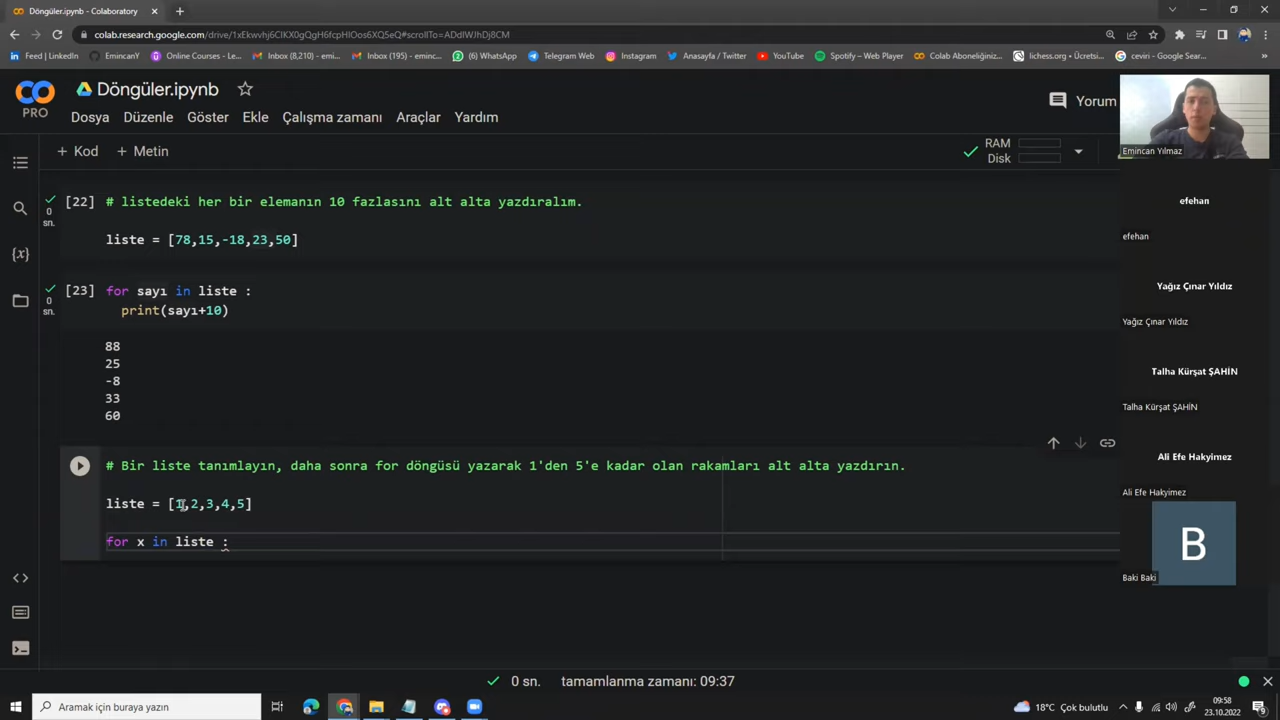 Döngüler.ipynb - Colaboratory
colab.research.google.com/drive/1xEkwvhj6CIKX0gQgH6fcpHIOos6XQ5NE#scrollTo=ADdIWJhDj8CM
Feed | LinkedIn
EmincanY
Online Courses - Le...
Inbox (8,210) - emi...
Inbox (195) - eminc...
(6) WhatsApp
Telegram Web
Instagram
Anasayfa / Twitter
YouTube
Spotify – Web Player
Colab Aboneliğiniz...
lichess.org • Ücretsi...
ceviri - Google Sear...
Döngüler.ipynb
PRO
Dosya Düzenle Göster Ekle Çalışma zamanı Araçlar Yardım
Yorum
+ Kod + Metin
RAM
Disk
Emincan Yılmaz
[22] # listedeki her bir elemanın 10 fazlasını alt alta yazdıralım.
0
sn.
liste = [78,15,-18,23,50]
[23] for sayı in liste :
0
sn.
print(sayı+10)
88
25
-8
33
60
# Bir liste tanımlayın, daha sonra for döngüsü yazarak 1'den 5'e kadar olan rakamları alt alta yazdırın.
liste = [1,2,3,4,5]
for x in liste :
efehan
efehan
Yağız Çınar Yıldız
Yağız Çınar Yıldız
Talha Kürşat ŞAHİN
Talha Kürşat ŞAHİN
Ali Efe Hakyimez
Ali Efe Hakyimez
B
Baki Baki
0 sn. tamamlanma zamanı: 09:37
Aramak için buraya yazın
18°C Çok bulutlu
09:58
23.10.2022